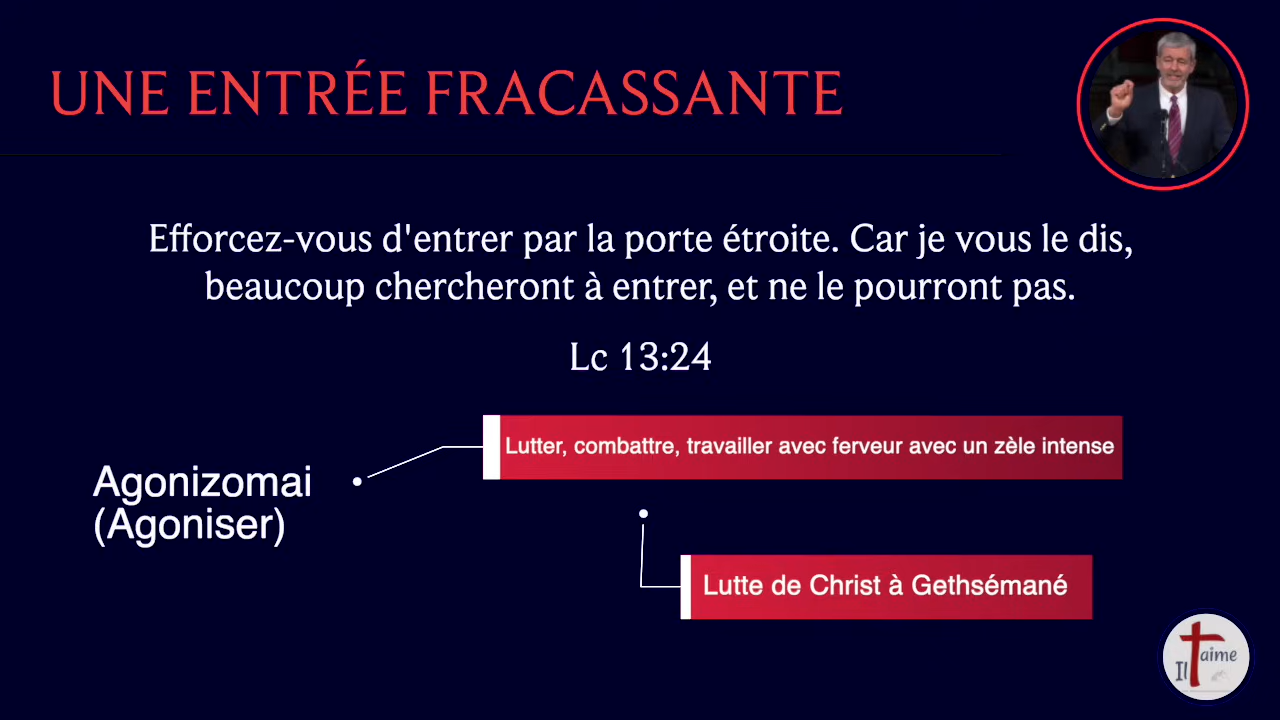 UNE ENTRÉE FRACASSANTE
Efforcez-vous d'entrer par la porte étroite. Car je vous le dis,
beaucoup chercheront à entrer, et ne le pourront pas.
Lc 13:24
Lutter, combattre, travailler avec ferveur avec un zèle intense
Agonizomai
(Agoniser)
Lutte de Christ à Gethsémané
Il t aime